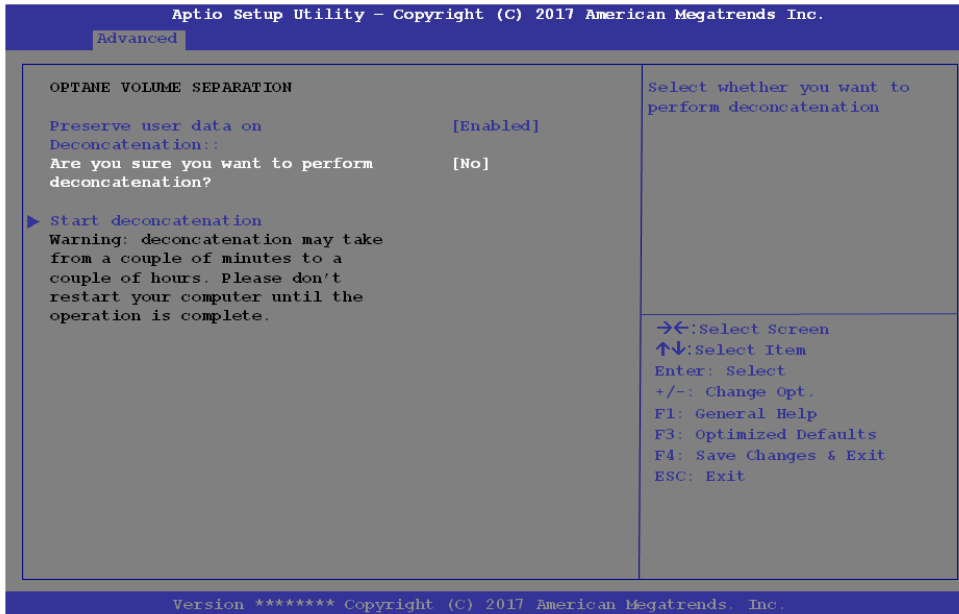 Aptio Setup Utility – Copyright (C) 2017 American Megatrends Inc.
Advanced
OPTANE VOLUME SEPARATION
Preserve user data on [Enabled]
Deconcatenation::
Are you sure you want to perform [No]
deconcatenation?
Start deconcatenation
Warning: deconcatenation may take
from a couple of minutes to a
couple of hours. Please don't
restart your computer until the
operation is complete.
Select whether you want to
perform deconcatenation
→←:Select Screen
↑↓:Select Item
Enter: Select
+/-: Change Opt.
F1: General Help
F3: Optimized Defaults
F4: Save Changes & Exit
ESC: Exit
Version ******** Copyright (C) 2017 American Megatrends. Inc.